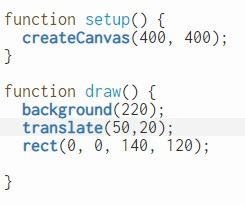 function setup() {
  createCanvas(400, 400);
}

function draw() {
  background(220);
  translate(50,20);
  rect(0, 0, 140, 120);

}